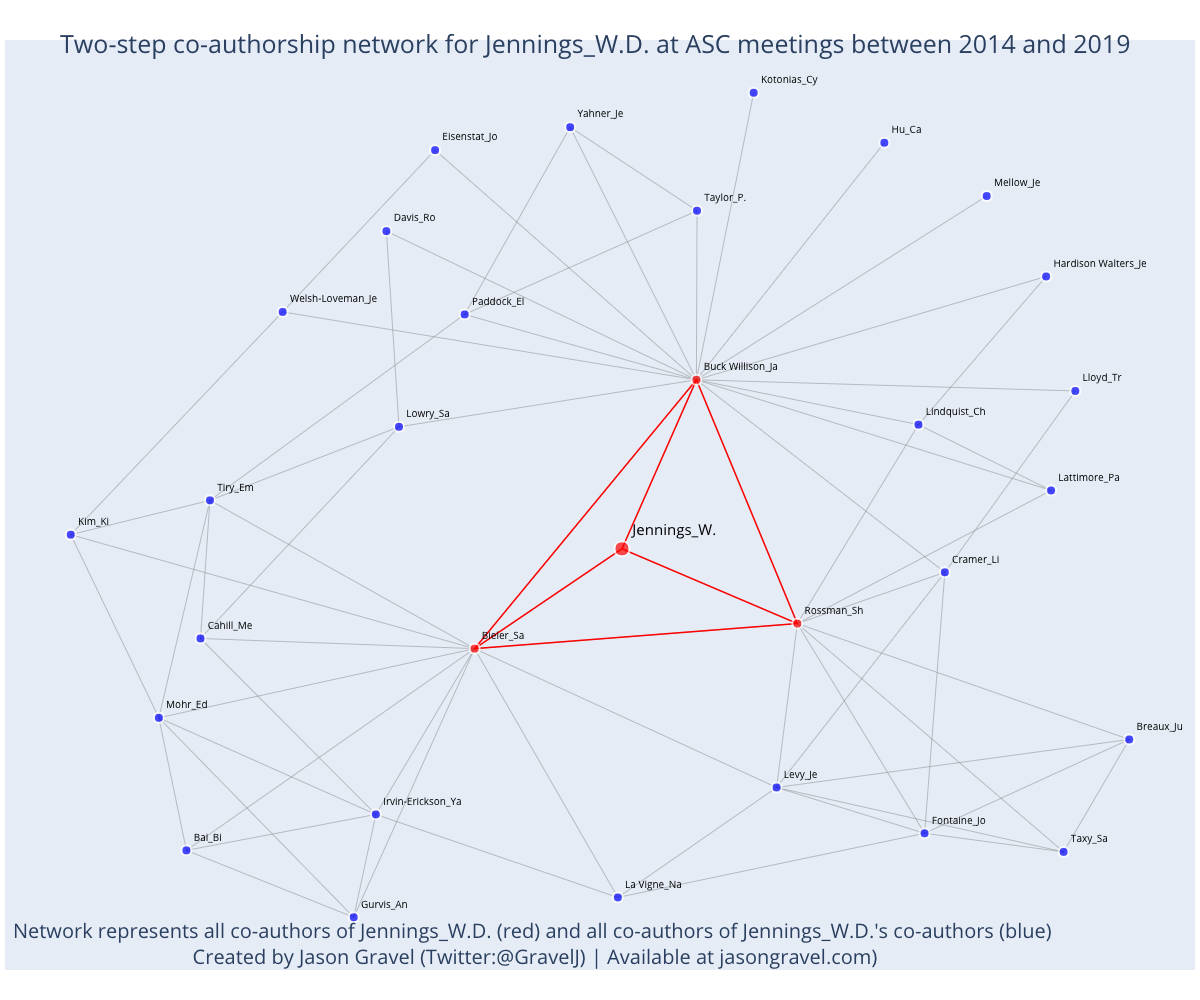 Two-step co-authorship network for Jennings_W.D. at ASC meetings between 2014 and 2019
Kotonias_Cy
Yahner_Je
Hu_Ca
Eisenstat_Jo
Mellow_Je
Taylor_P.
Davis_Ro
Hardison Walters_Je
Welsh-Loveman_Je
Paddock_El
Buck Willison_Ja
Lloyd_Tr
Lowry_Sa
Lindquist_Ch
Lattimore_Pa
Tiry_Em
Kim_Ki
Jennings_W.
Cramer_Li
Rossman_Sh
Cahill_Me
Bieler_Sa
Mohr_Ed
Breaux_Ju
Levy_Je
Irvin-Erickson_Ya
Fontaine_Jo
Bai_Bi
Taxy_Sa
La Vigne_Na
Gurvis_An
Network represents all co-authors of Jennings_W.D. (red) and all co-authors of Jennings_W.D.'s co-authors (blue)
Created by Jason Gravel (Twitter:@GravelJ) | Available at jasongravel.com)